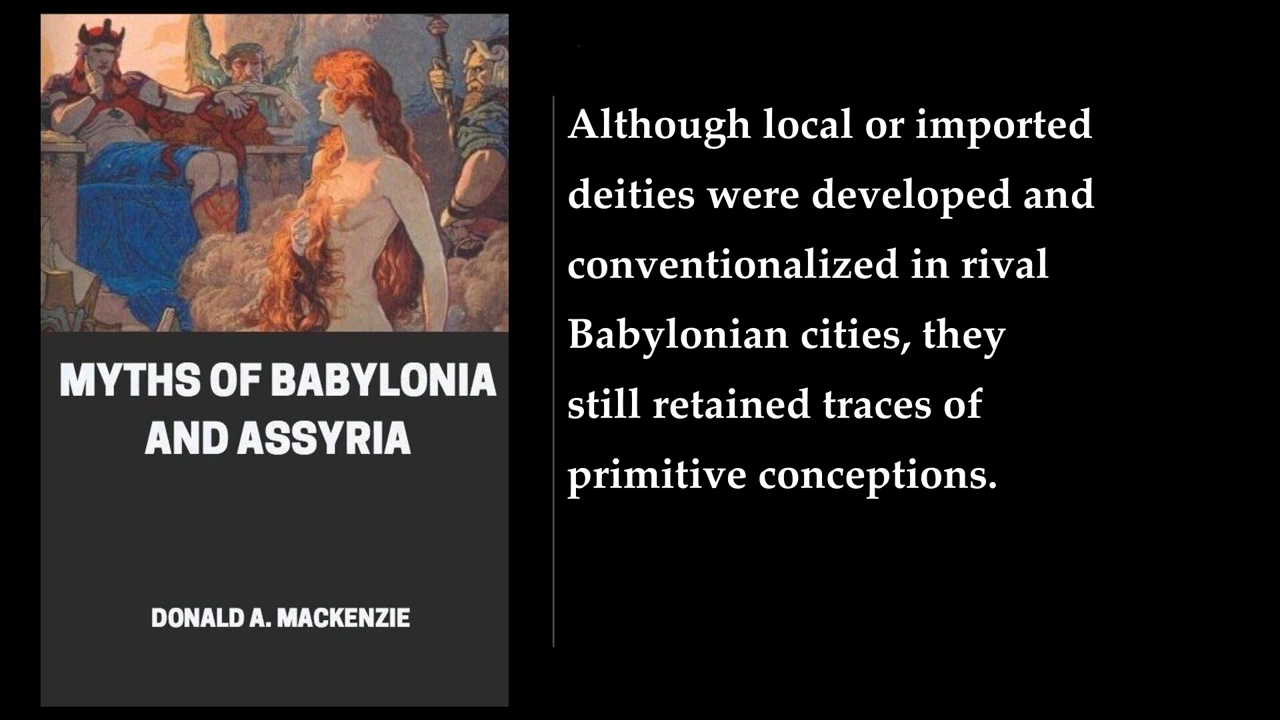 MYTHS OF BABYLONIA
AND ASSYRIA
DONALD A. MACKENZIE
Although local or imported
deities were developed and
conventionalized in rival
Babylonian cities, they
still retained traces of
primitive conceptions.